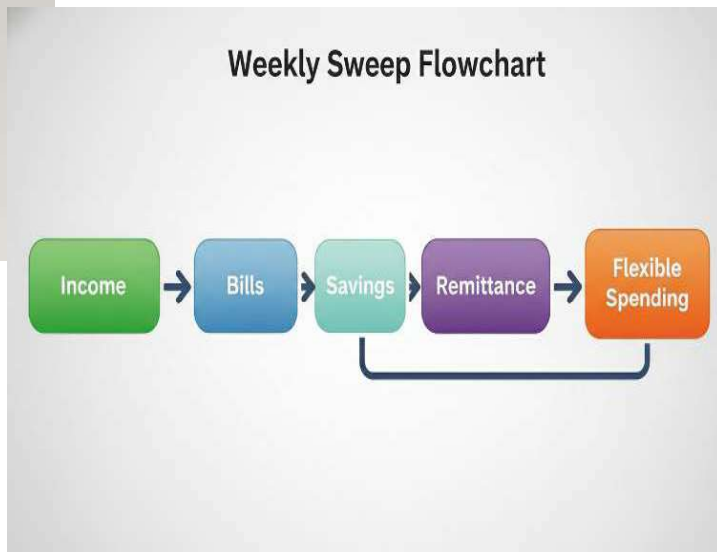 Weekly Sweep Flowchart
Income
Bills
Savings
Remittance
Flexible
Spending